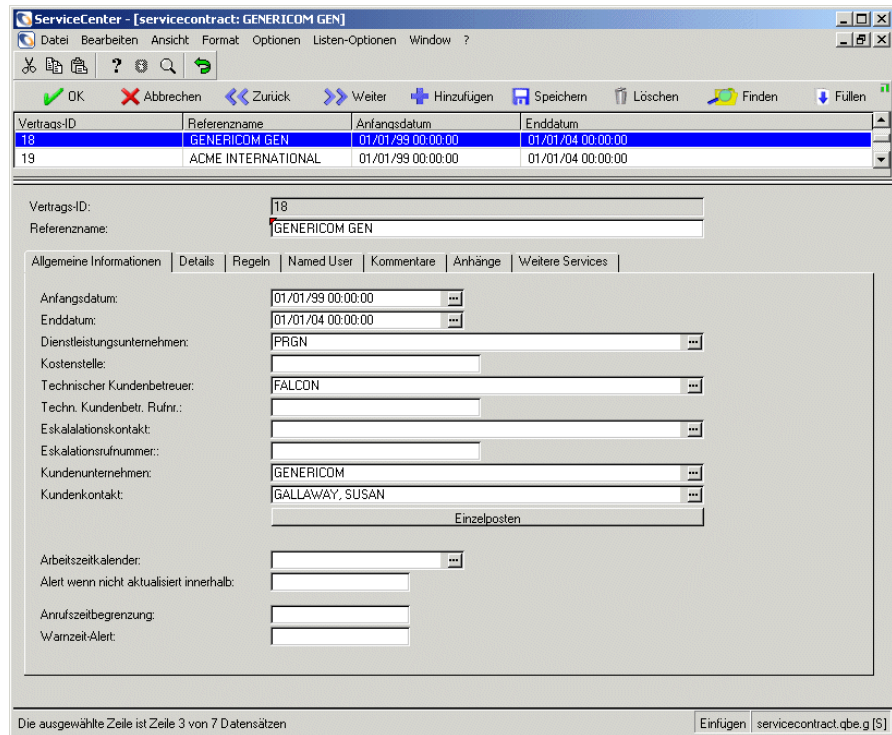 ServiceCenter - [servicecontract: GENERICOM GEN]
Datei Bearbeiten Ansicht Format Optionen Listen-Optionen Window ?
OK Abbrechen Zurück Weiter Hinzufügen Speichern Löschen Finden Füllen
Vertrags-ID Referenzname Anfangsdatum Enddatum
18 GENERICOM GEN 01/01/99 00:00:00 01/01/04 00:00:00
19 ACME INTERNATIONAL 01/01/99 00:00:00 01/01/04 00:00:00
Vertrags-ID: 18
Referenzname: GENERICOM GEN
Allgemeine Informationen Details Regeln Named User Kommentare Anhänge Weitere Services
Anfangsdatum: 01/01/99 00:00:00
Enddatum: 01/01/04 00:00:00
Dienstleistungsunternehmen: PRGN
Kostenstelle:
Technischer Kundenbetreuer: FALCON
Techn. Kundenbetr. Rufnr.:
Eskalalationskontakt:
Eskalationsrufnummer::
Kundenunternehmen: GENERICOM
Kundenkontakt: GALLAWAY, SUSAN
Einzelposten
Arbeitszeitkalender:
Alert wenn nicht aktualisiert innerhalb:
Anrufszeitbegrenzung:
Warnzeit-Alert:
Die ausgewählte Zeile ist Zeile 3 von 7 Datensätzen Einfügen servicecontract.qbe.g [S]